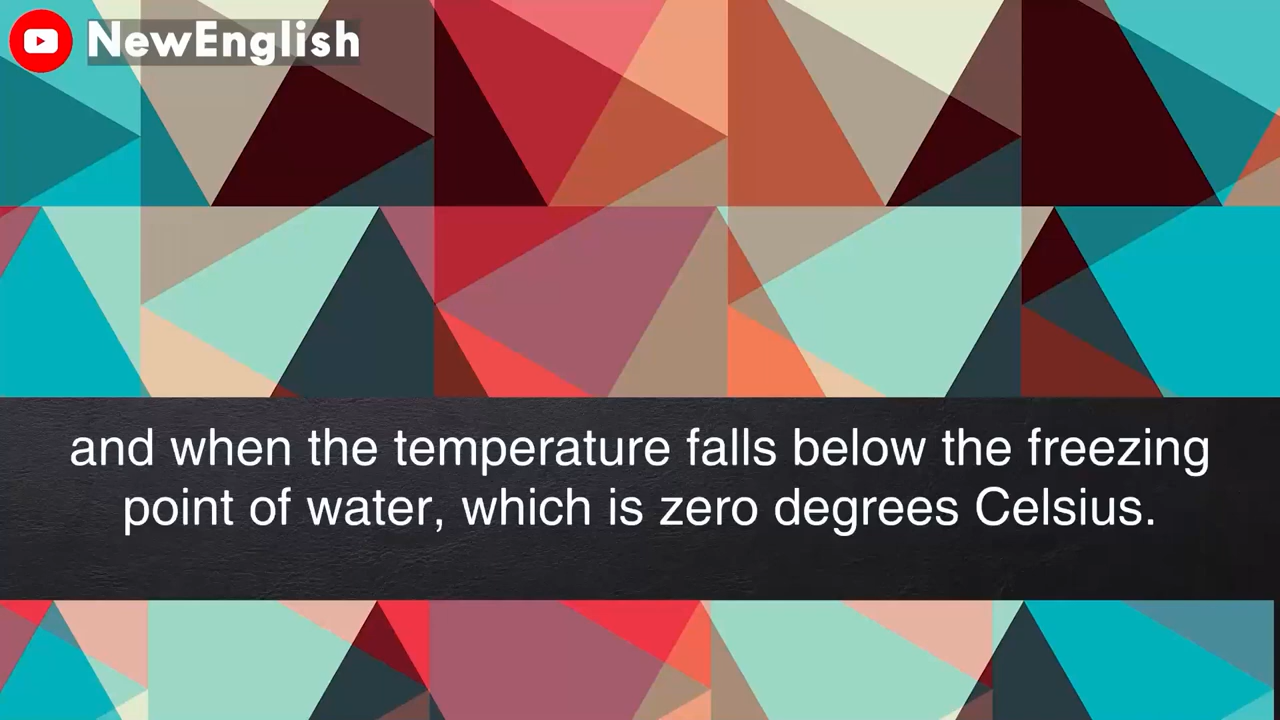 NewEnglish
and when the temperature falls below the freezing
point of water, which is zero degrees Celsius.